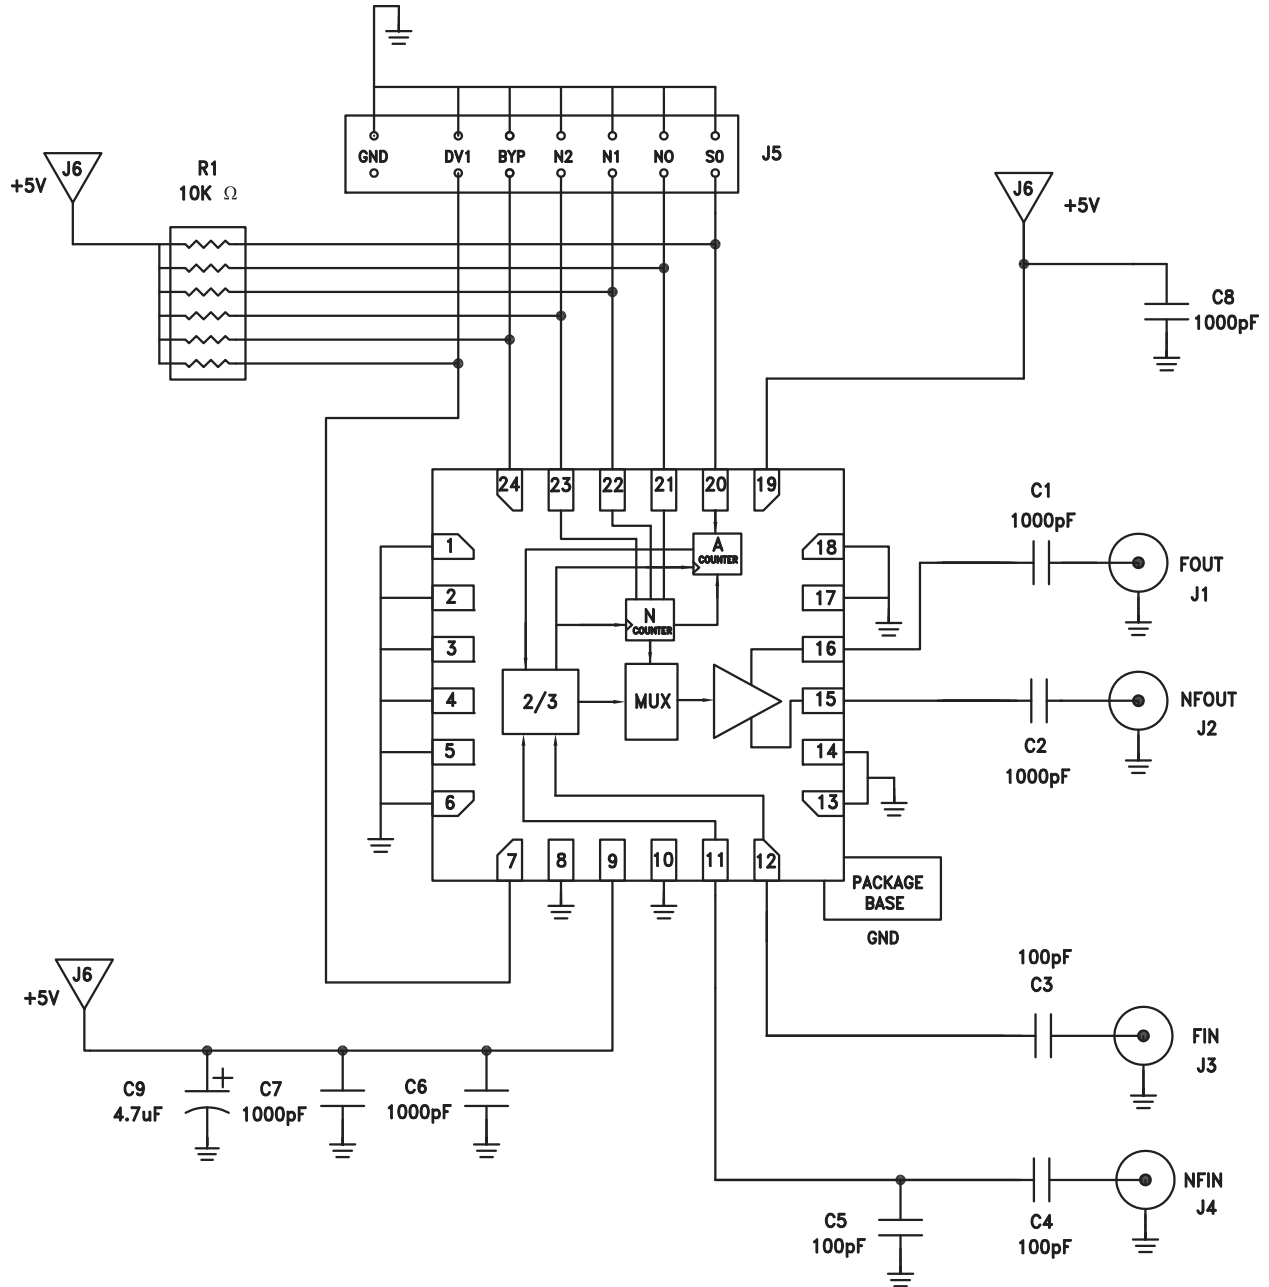 GND DV1 BYP N2 N1 N0 S0
J5
J6
+5V
R1
10K Ω
J6
+5V
C8
1000pF
24 23 22 21 20 19
1
2
3
4
5
6
18
17
16
15
14
13
A
COUNTER
N
COUNTER
2/3
MUX
7 8 9 10 11 12
C1
1000pF
FOUT
J1
NFOUT
J2
C2
1000pF
PACKAGE
BASE
GND
J6
+5V
C9
4.7uF
C7
1000pF
C6
1000pF
100pF
C3
FIN
J3
NFIN
J4
C5
100pF
C4
100pF